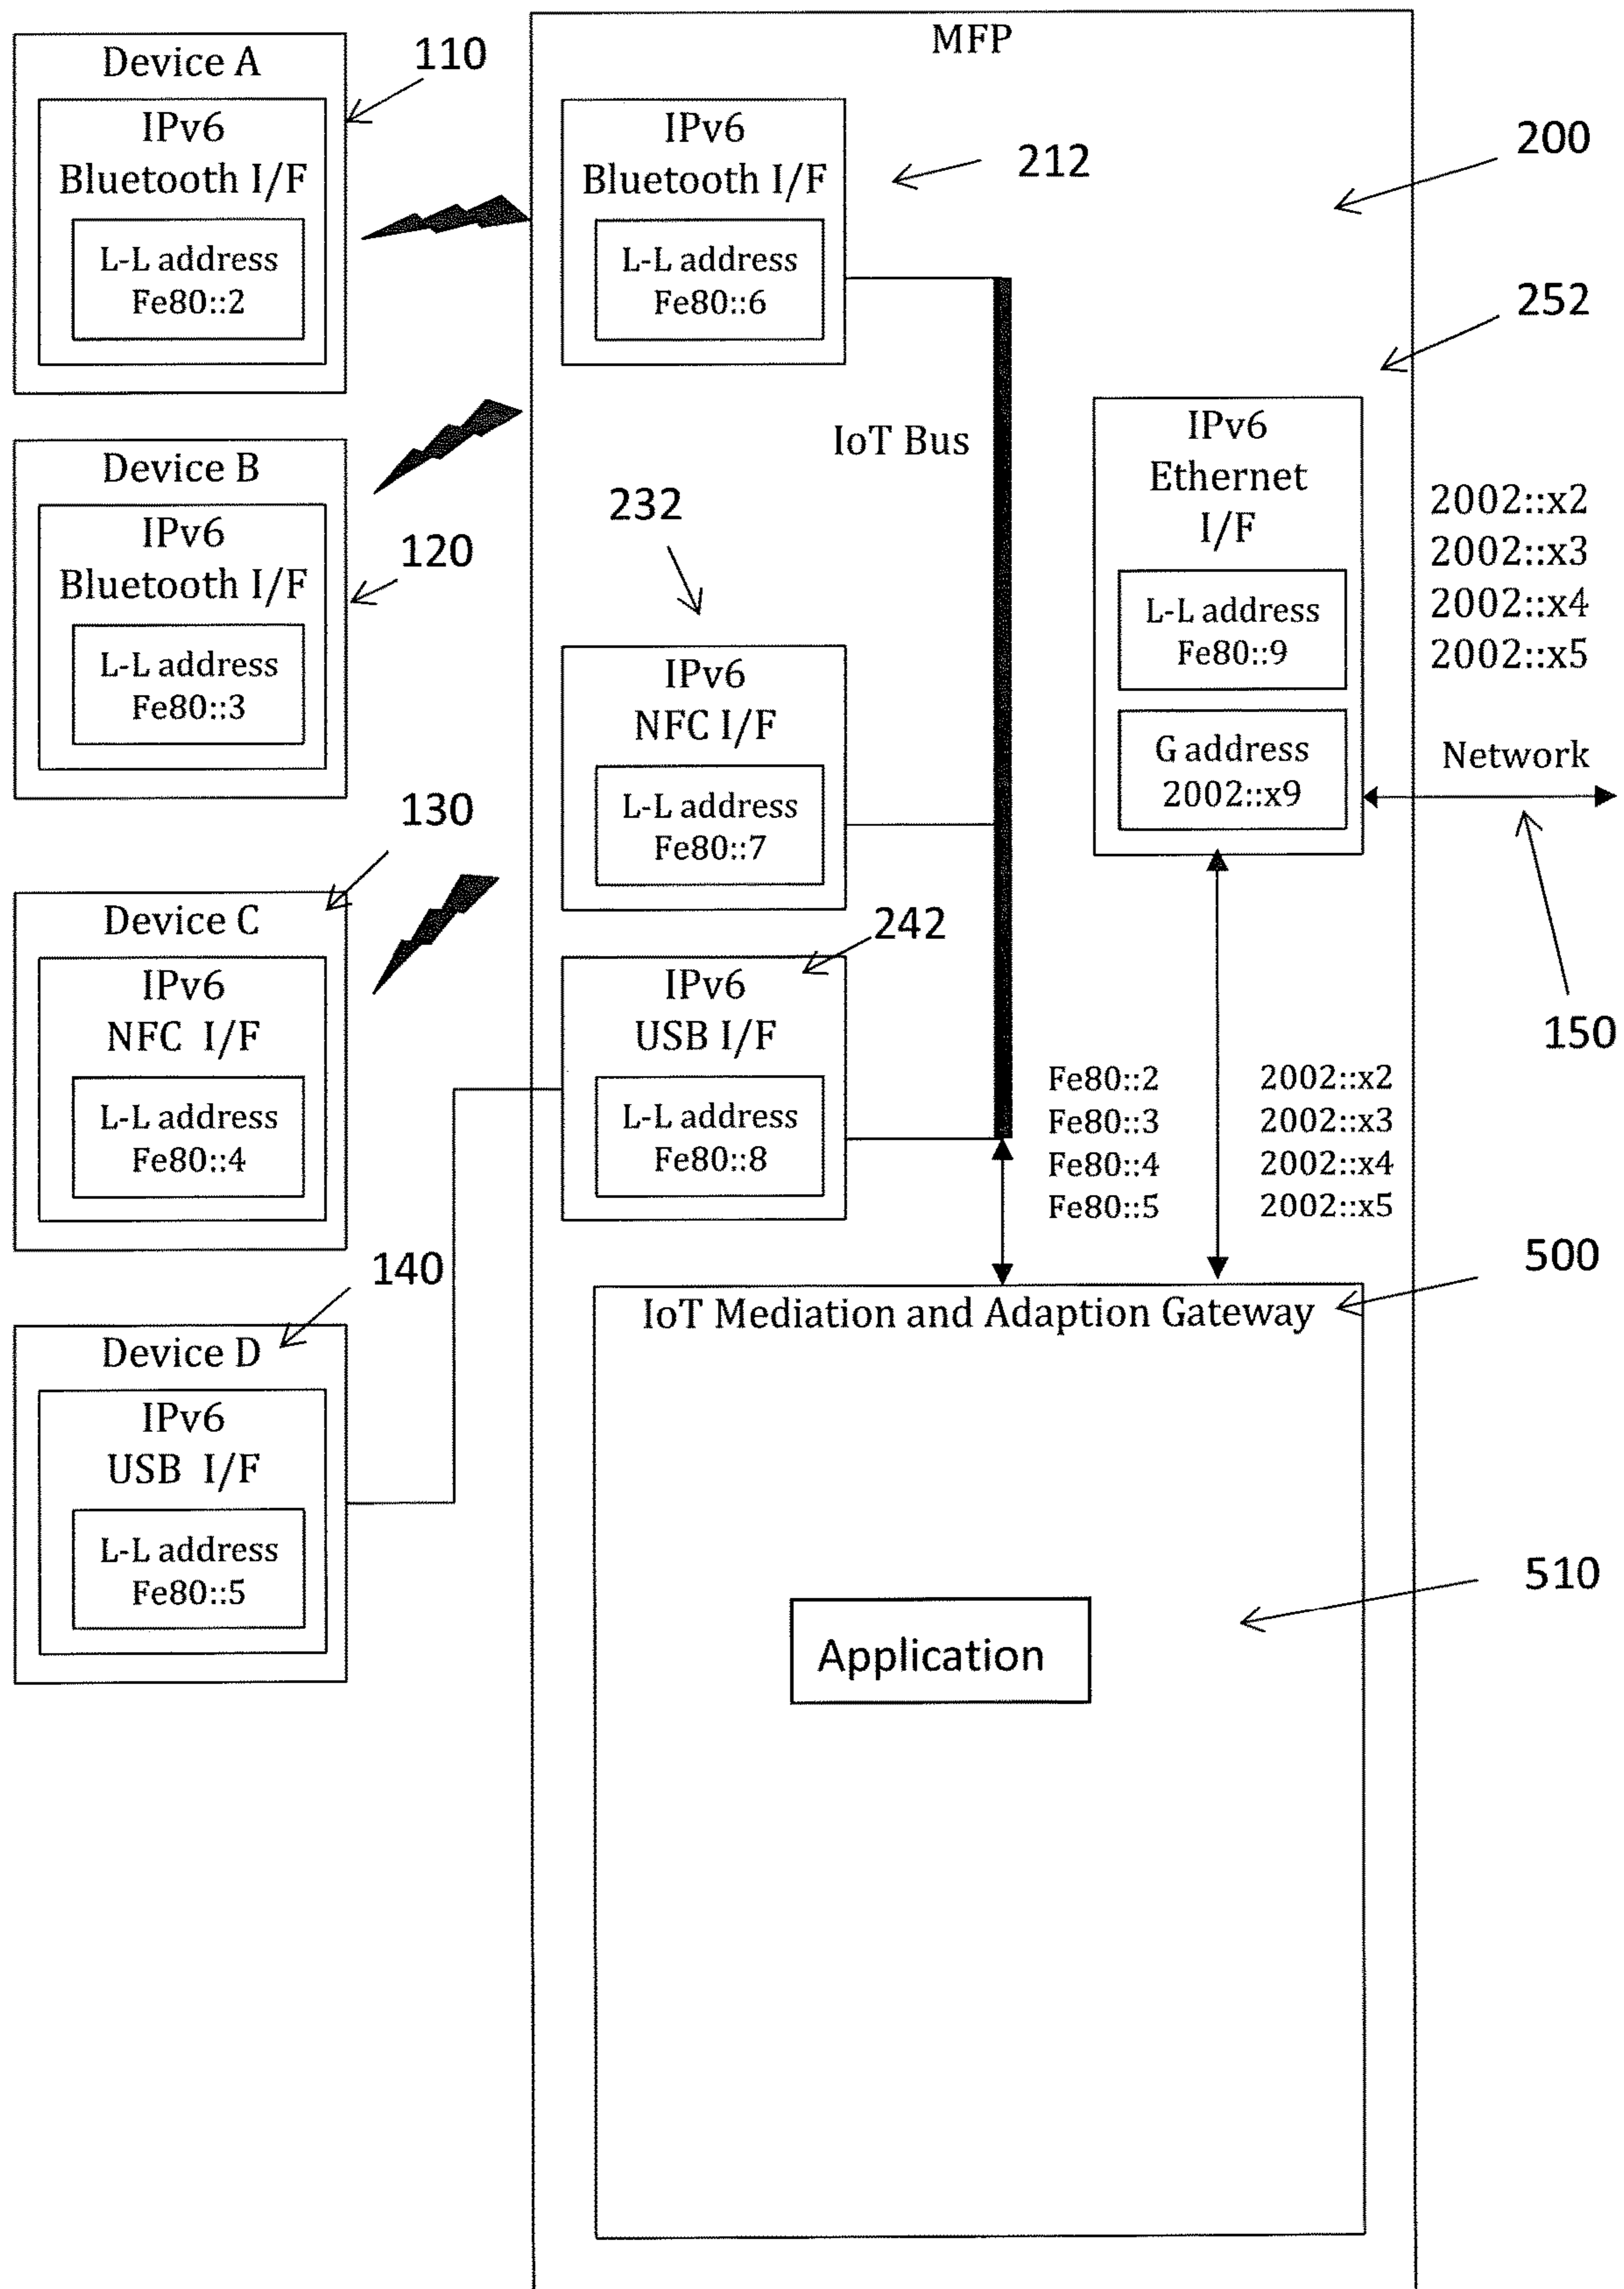 Device A
IPv6
Bluetooth I/F
L-L address
Fe80::2
110
Device B
IPv6
Bluetooth I/F
L-L address
Fe80::3
120
Device C
IPv6
NFC I/F
L-L address
Fe80::4
130
Device D
IPv6
USB I/F
L-L address
Fe80::5
140
MFP
IPv6
Bluetooth I/F
L-L address
Fe80::6
212
200
252
IoT Bus
232
IPv6
NFC I/F
L-L address
Fe80::7
242
IPv6
USB I/F
L-L address
Fe80::8
IPv6
Ethernet
I/F
L-L address
Fe80::9
G address
2002::x9
2002::x2
2002::x3
2002::x4
2002::x5
Network
150
Fe80::2
Fe80::3
Fe80::4
Fe80::5
2002::x2
2002::x3
2002::x4
2002::x5
500
IoT Mediation and Adaption Gateway
510
Application